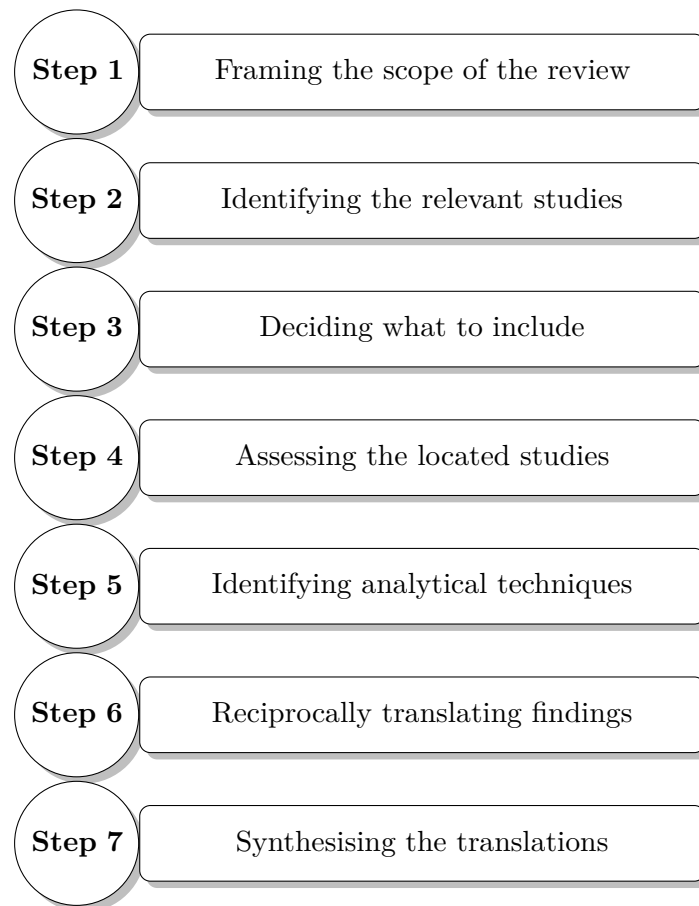 Step 1 Framing the scope of the review
Step 2 Identifying the relevant studies
Step 3 Deciding what to include
Step 4 Assessing the located studies
Step 5 Identifying analytical techniques
Step 6 Reciprocally translating findings
Step 7 Synthesising the translations